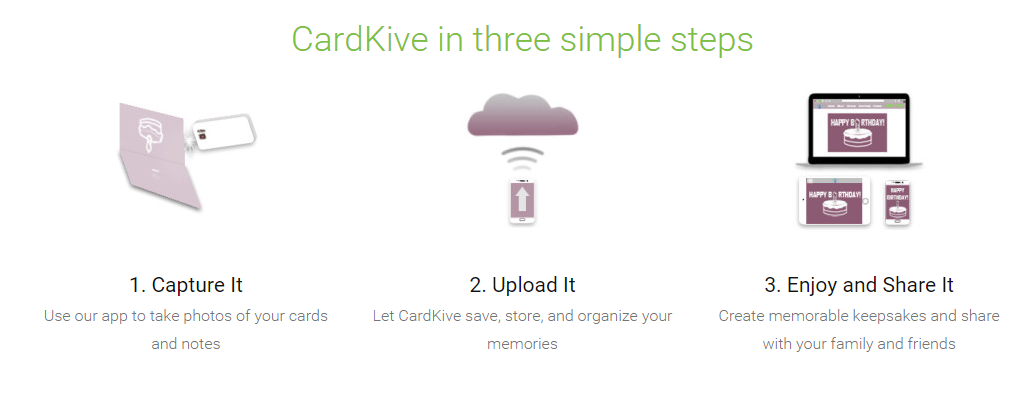 CardKive in three simple steps
HAPPY B RTHDAY!
HAPPY B RTHDAY!
HAPPY
BIRTHDAY!
1. Capture It
2. Upload It
3. Enjoy and Share It
Use our app to take photos of your cards
and notes
Let CardKive save, store, and organize your
memories
Create memorable keepsakes and share
with your family and friends